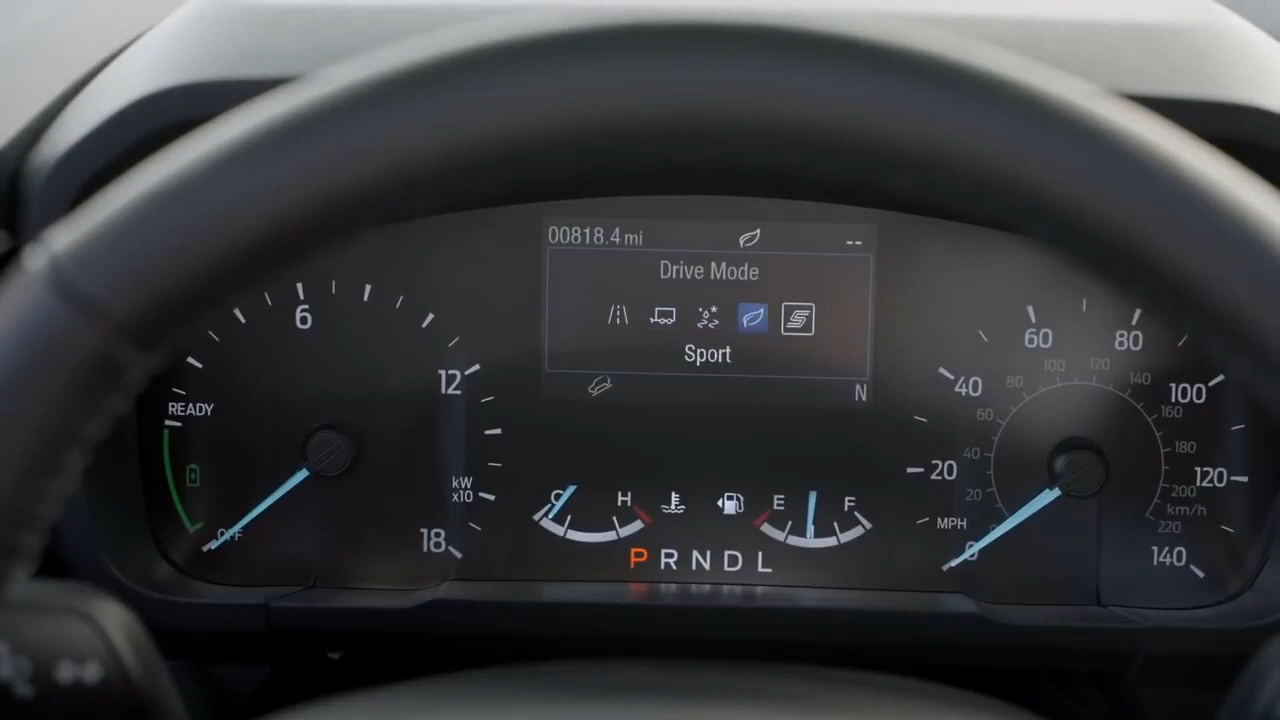 00818.4 mi --
Drive Mode
Sport
N
6
12
18
READY
OFF
kW
x10
C H
E F
P R N D L
0
20
40
60
80
100
120
140
MPH
20
40
60
80
100
120
140
160
180
200
220
km/h